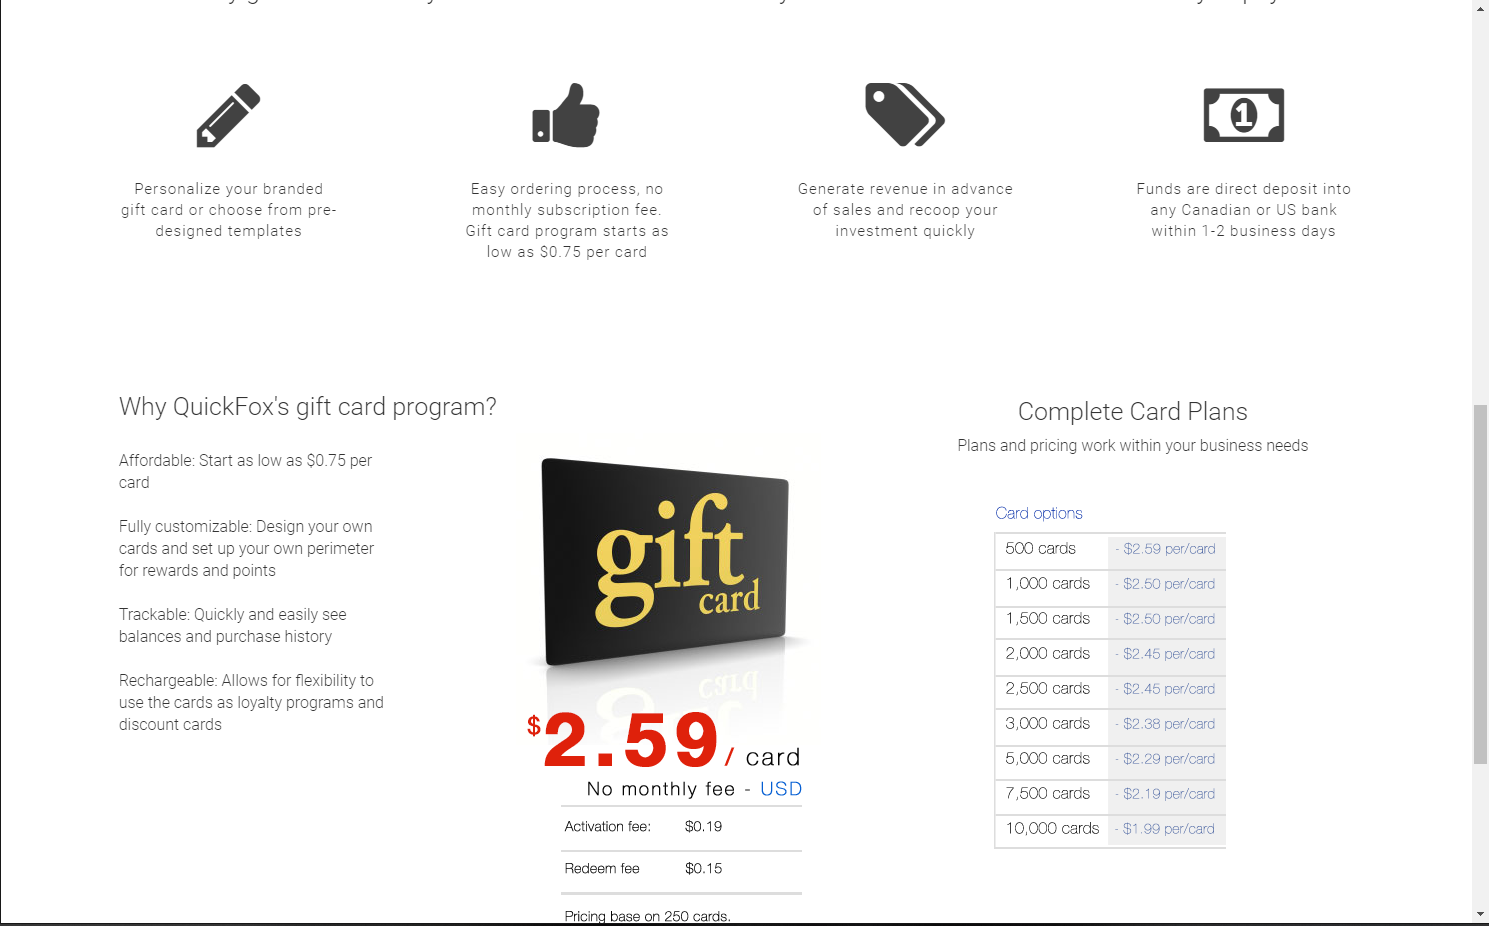 Personalize your branded
gift card or choose from pre-
designed templates
Easy ordering process, no
monthly subscription fee.
Gift card program starts as
low as $0.75 per card
Generate revenue in advance
of sales and recoop your
investment quickly
1
Funds are direct deposit into
any Canadian or US bank
within 1-2 business days
Why QuickFox's gift card program?
Affordable: Start as low as $0.75 per
card
Fully customizable: Design your own
cards and set up your own perimeter
for rewards and points
Trackable: Quickly and easily see
balances and purchase history
Rechargeable: Allows for flexibility to
use the cards as loyalty programs and
discount cards
gift
card
$2.59/ card
No monthly fee - USD
Activation fee: $0.19
Redeem fee $0.15
Pricing base on 250 cards.
Complete Card Plans
Plans and pricing work within your business needs
Card options
500 cards - $2.59 per/card
1,000 cards - $2.50 per/card
1,500 cards - $2.50 per/card
2,000 cards - $2.45 per/card
2,500 cards - $2.45 per/card
3,000 cards - $2.38 per/card
5,000 cards - $2.29 per/card
7,500 cards - $2.19 per/card
10,000 cards - $1.99 per/card